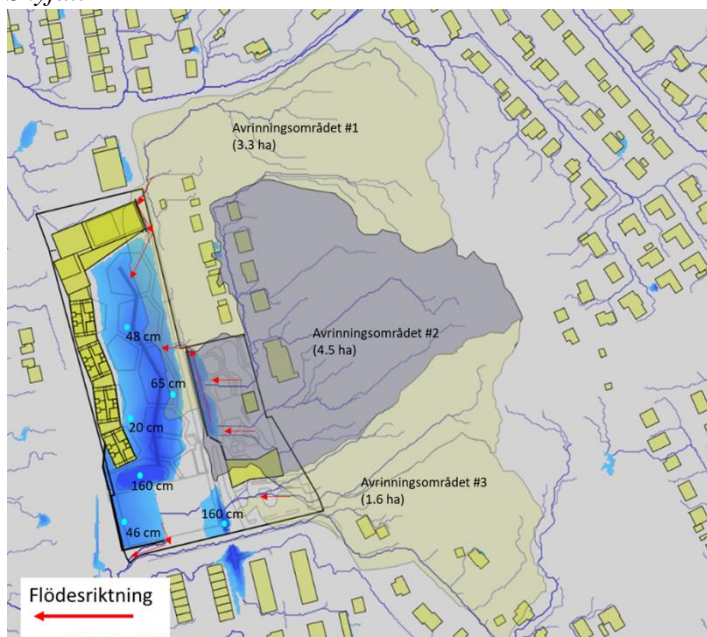 Avrinningsområdet #1
(3.3 ha)
Avrinningsområdet #2
(4.5 ha)
48 cm
65 cm
20 cm
160 cm
Avrinningsområdet #3
(1.6 ha)
46 cm
160 cm
Flödesriktning